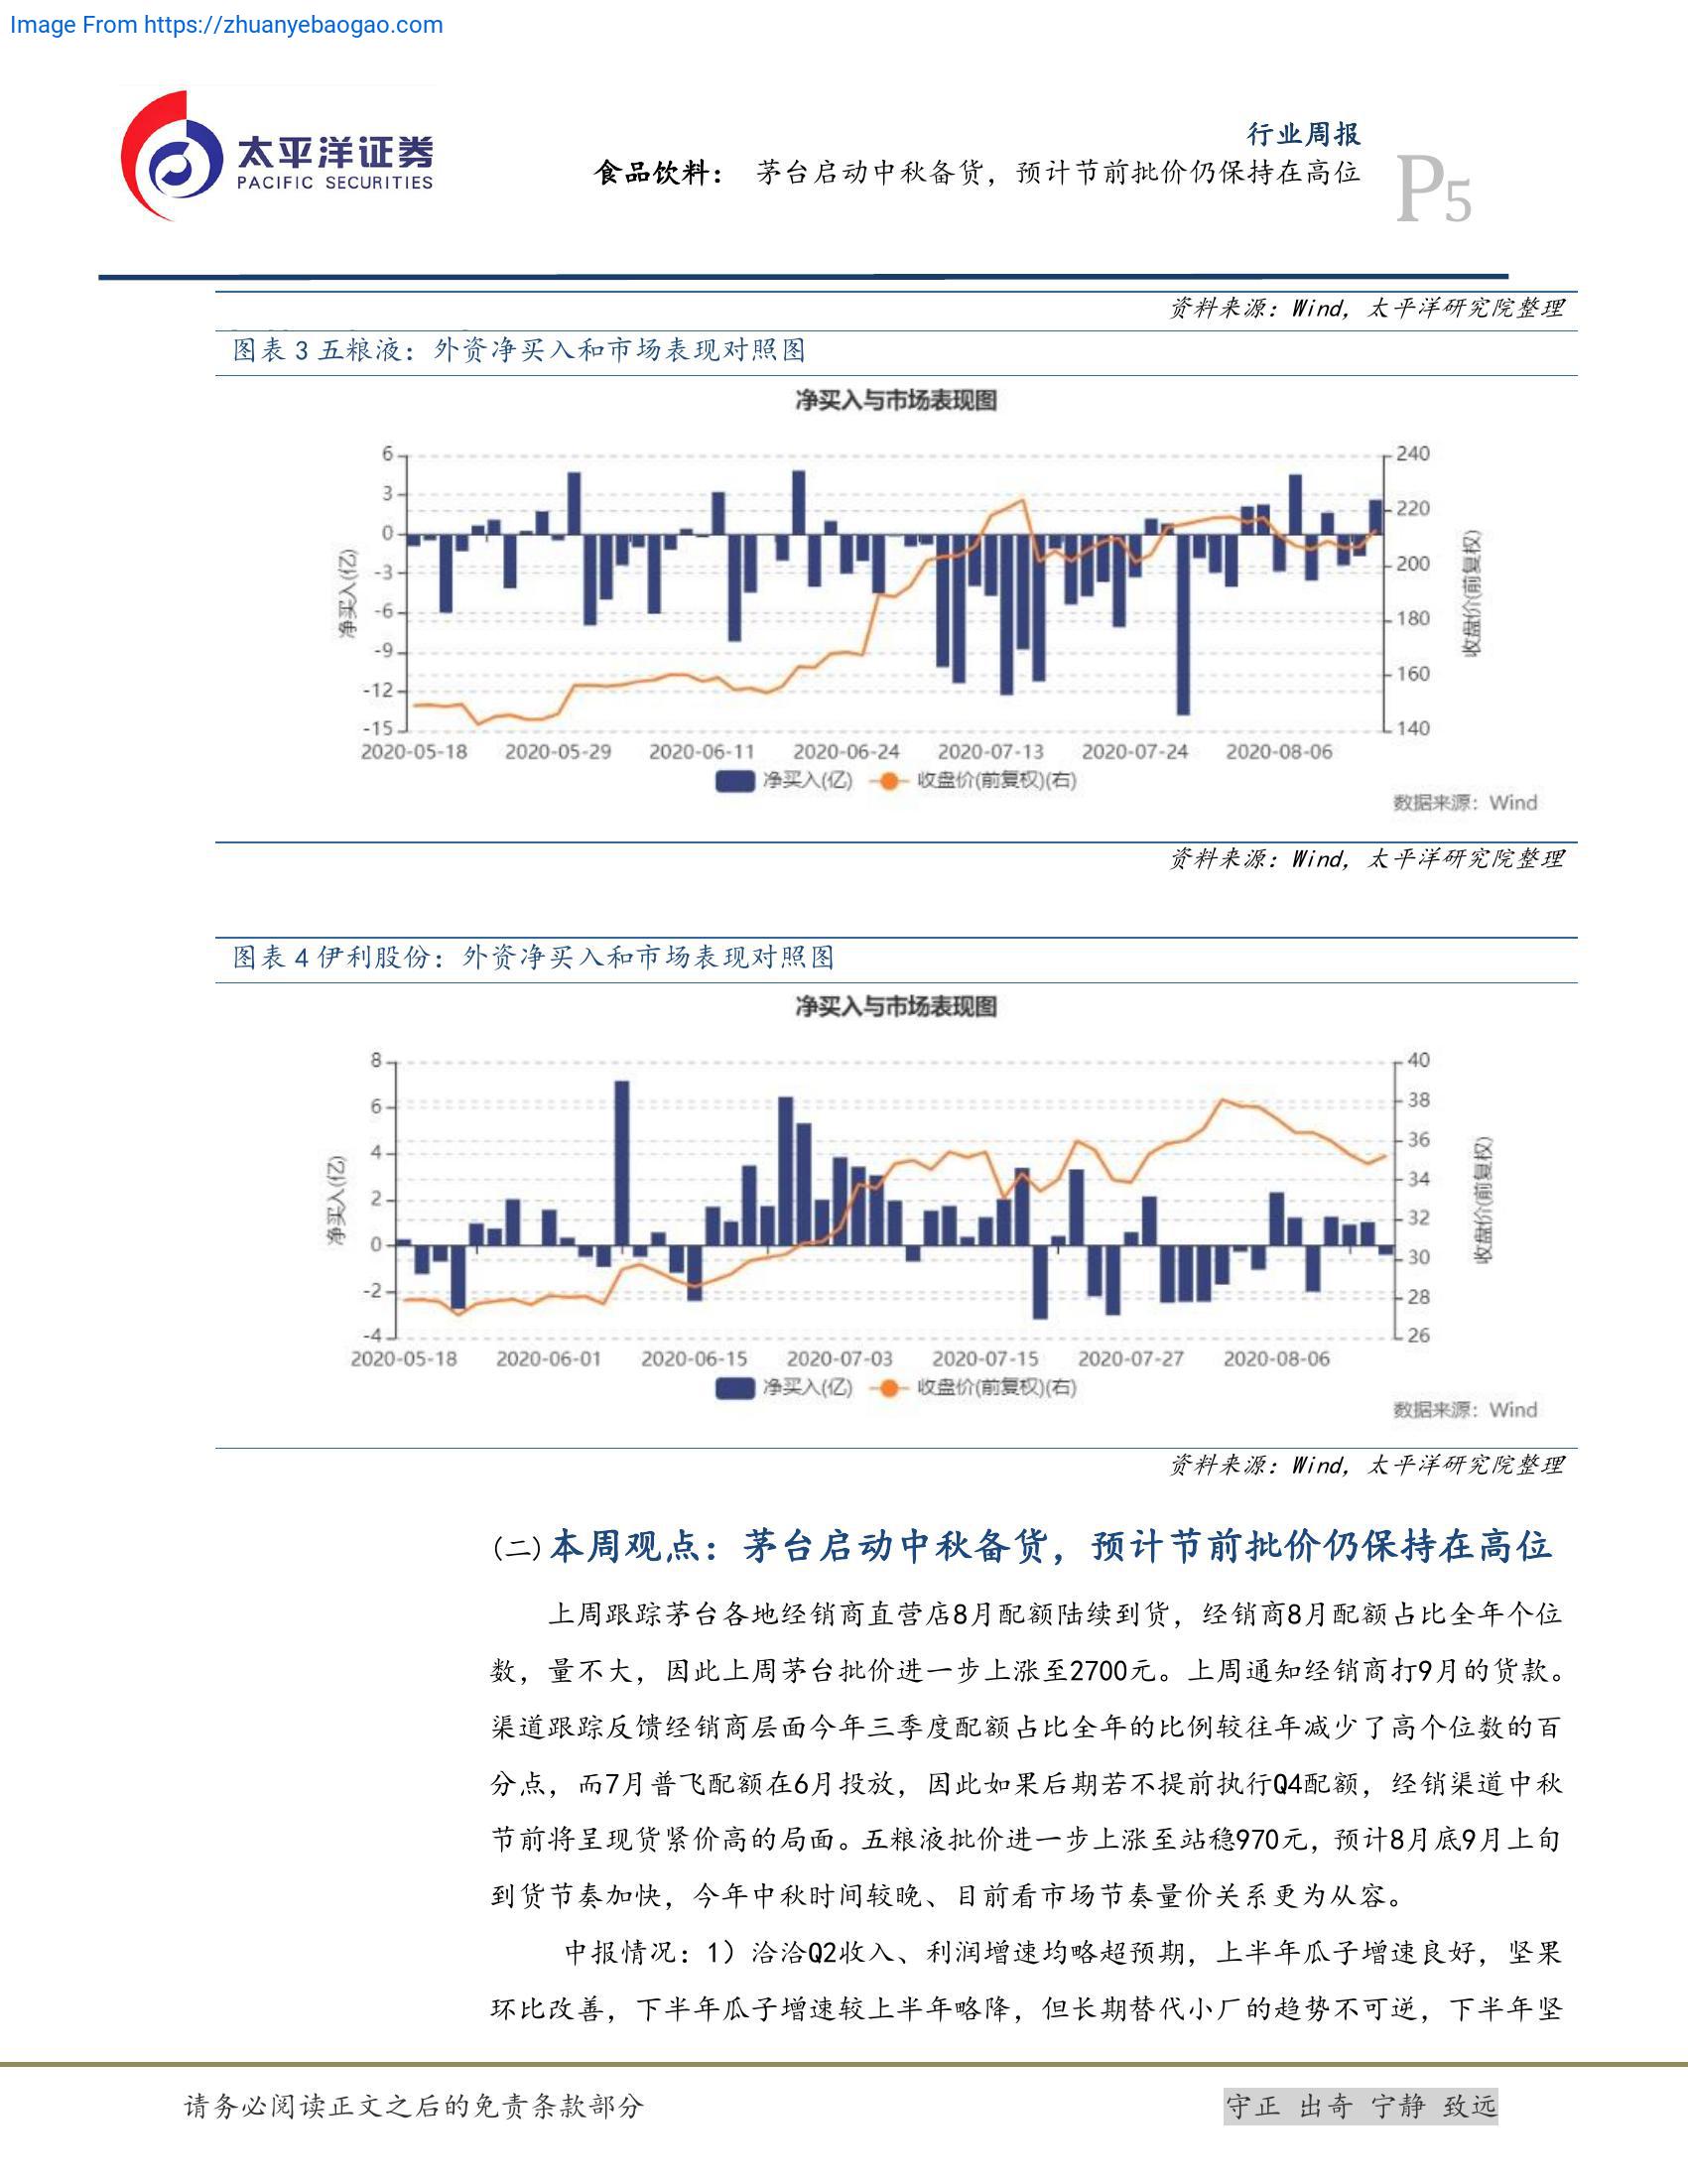 Image From https://zhuanyebaogao.com
太平洋证券
PACIFIC SECURITIES
行业周报
食品饮料： 茅台启动中秋备货，预计节前批价仍保持在高位
P5
资料来源：Wind，太平洋研究院整理
图表 3 五粮液：外资净买入和市场表现对照图
净买入与市场表现图
6
3
0
-3
-6
-9
-12
-15
净买入(亿)
240
220
200
180
160
140
收盘价(前复权)
2020-05-18 2020-05-29 2020-06-11 2020-06-24 2020-07-13 2020-07-24 2020-08-06
净买入(亿) 收盘价(前复权)(右)
数据来源：Wind
资料来源：Wind，太平洋研究院整理
图表 4 伊利股份：外资净买入和市场表现对照图
净买入与市场表现图
8
6
4
2
0
-2
-4
净买入(亿)
40
38
36
34
32
30
28
26
收盘价(前复权)
2020-05-18 2020-06-01 2020-06-15 2020-07-03 2020-07-15 2020-07-27 2020-08-06
净买入(亿) 收盘价(前复权)(右)
数据来源：Wind
资料来源：Wind，太平洋研究院整理
(二)本周观点：茅台启动中秋备货，预计节前批价仍保持在高位
上周跟踪茅台各地经销商直营店8月配额陆续到货，经销商8月配额占比全年个位
数，量不大，因此上周茅台批价进一步上涨至2700元。上周通知经销商打9月的货款。
渠道跟踪反馈经销商层面今年三季度配额占比全年的比例较往年减少了高个位数的百
分点，而7月普飞配额在6月投放，因此如果后期若不提前执行Q4配额，经销渠道中秋
节前将呈现货紧价高的局面。五粮液批价进一步上涨至站稳970元，预计8月底9月上旬
到货节奏加快，今年中秋时间较晚、目前看市场节奏量价关系更为从容。
中报情况：1）洽洽Q2收入、利润增速均略超预期，上半年瓜子增速良好，坚果
环比改善，下半年瓜子增速较上半年略降，但长期替代小厂的趋势不可逆，下半年坚
请务必阅读正文之后的免责条款部分
守正 出奇 宁静 致远